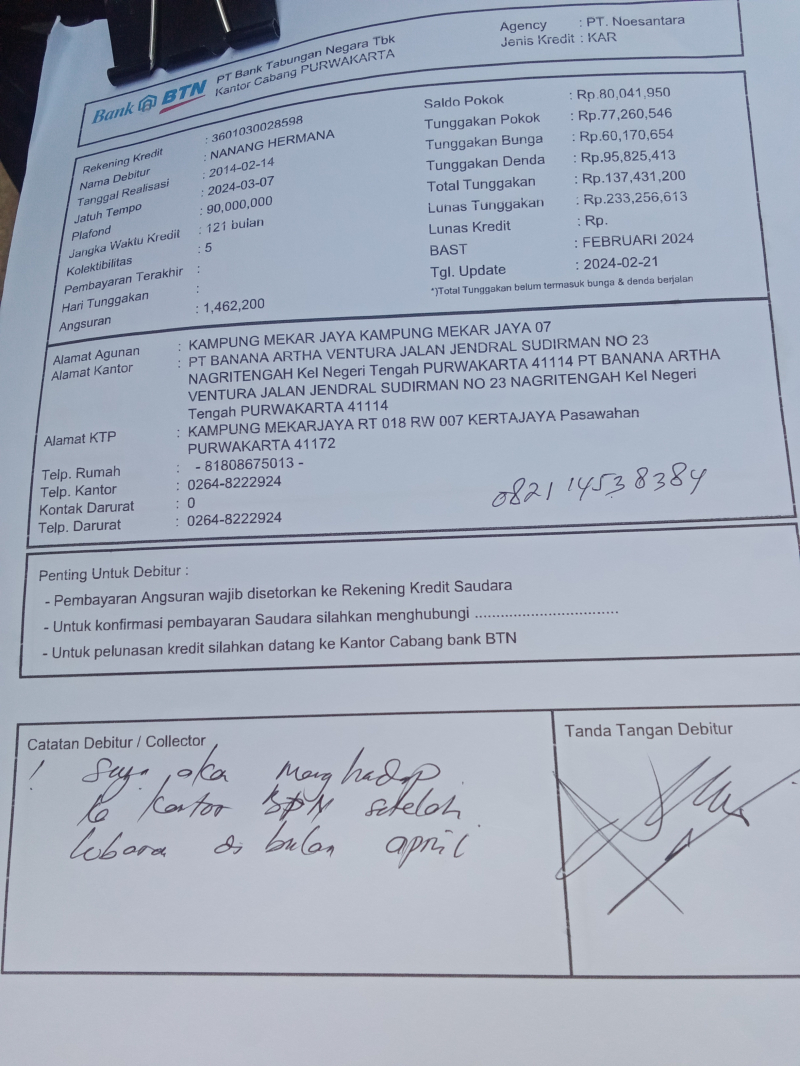 Bank BTN
PT Bank Tabungan Negara Tbk
Kantor Cabang PURWAKARTA
Agency : PT. Noesantara
Jenis Kredit : KAR
Rekening Kredit : 3601030028598
Nama Debitur : NANANG HERMANA
Tanggal Realisasi : 2014-02-14
Jatuh Tempo : 2024-03-07
Plafond : 90,000,000
Jangka Waktu Kredit : 121 bulan
Kolektibilitas : 5
Pembayaran Terakhir :
Hari Tunggakan :
Angsuran : 1,462,200
Saldo Pokok : Rp.80,041,950
Tunggakan Pokok : Rp.77,260,546
Tunggakan Bunga : Rp.60,170,654
Tunggakan Denda : Rp.95,825,413
Total Tunggakan : Rp.137,431,200
Lunas Tunggakan : Rp.233,256,613
Lunas Kredit : Rp.
BAST : FEBRUARI 2024
Tgl. Update : 2024-02-21
*)Total Tunggakan belum termasuk bunga & denda berjalan
Alamat Agunan : KAMPUNG MEKAR JAYA KAMPUNG MEKAR JAYA 07
Alamat Kantor : PT BANANA ARTHA VENTURA JALAN JENDRAL SUDIRMAN NO 23
NAGRITENGAH Kel Negeri Tengah PURWAKARTA 41114 PT BANANA ARTHA
VENTURA JALAN JENDRAL SUDIRMAN NO 23 NAGRITENGAH Kel Negeri
Tengah PURWAKARTA 41114
Alamat KTP : KAMPUNG MEKARJAYA RT 018 RW 007 KERTAJAYA Pasawahan
PURWAKARTA 41172
Telp. Rumah : - 81808675013 -
Telp. Kantor : 0264-8222924
Kontak Darurat : 0
Telp. Darurat : 0264-8222924
082114538384
Penting Untuk Debitur :
- Pembayaran Angsuran wajib disetorkan ke Rekening Kredit Saudara
- Untuk konfirmasi pembayaran Saudara silahkan menghubungi .................................
- Untuk pelunasan kredit silahkan datang ke Kantor Cabang bank BTN
Catatan Debitur / Collector
! Saya aka Menghadap
ke kantor setelah
lebaran di bulan april
Tanda Tangan Debitur